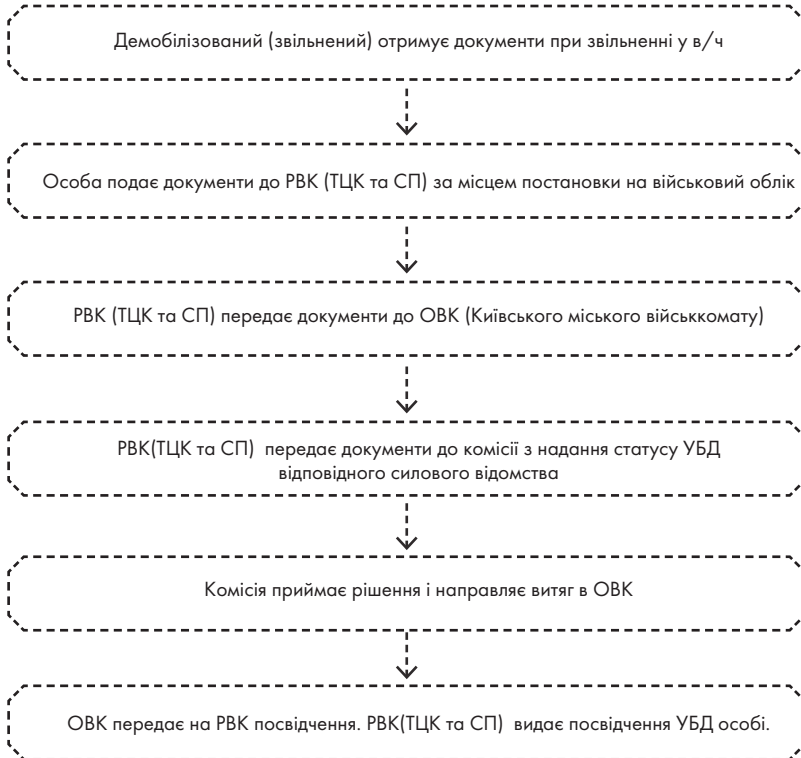 Демобілізований (звільнений) отримує документи при звільненні у в/ч
Особа подає документи до РВК (ТЦК та СП) за місцем постановки на військовий облік
РВК (ТЦК та СП) передає документи до ОВК (Київського міського військкомату)
РВК(ТЦК та СП) передає документи до комісії з надання статусу УБД
відповідного силового відомства
Комісія приймає рішення і направляє витяг в ОВК
ОВК передає на РВК посвідчення. РВК(ТЦК та СП) видає посвідчення УБД особі.